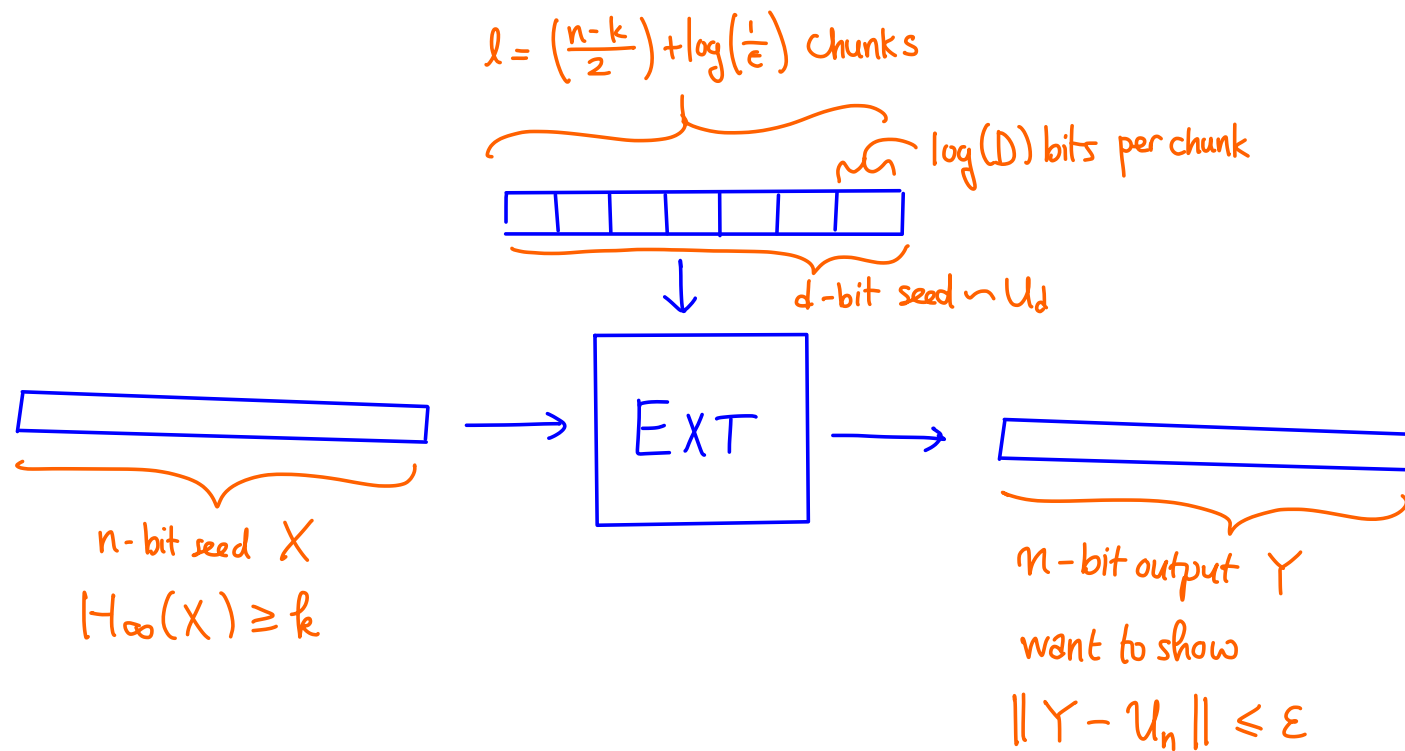 l = ((n-k)/2) + log(1/ε) chunks
log(D) bits per chunk
d-bit seed ~ U_d
EXT
n-bit seed X
H_∞(X) ≥ k
n-bit output Y
want to show
‖Y - U_n‖ ≤ ε